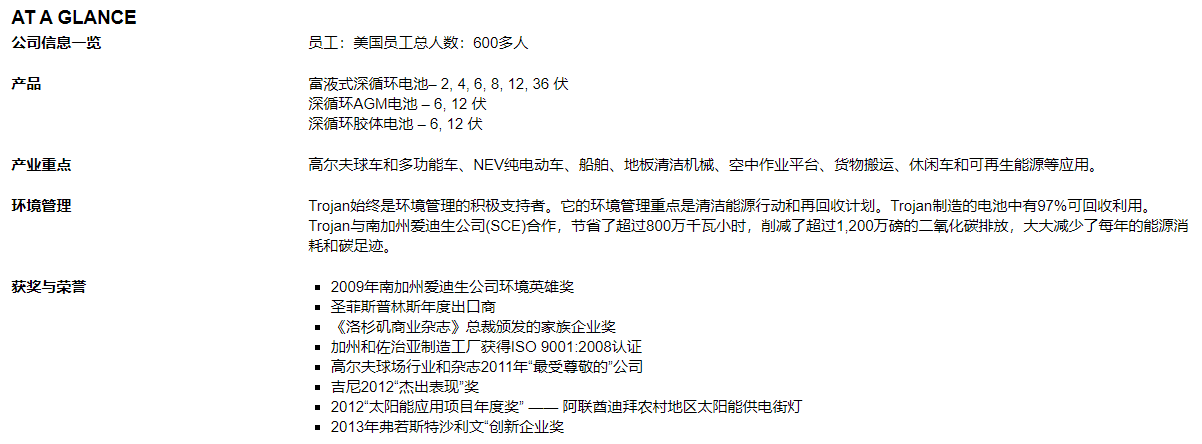 AT A GLANCE
公司信息一览 员工：美国员工总人数：600多人
产品 富液式深循环电池– 2, 4, 6, 8, 12, 36 伏
深循环AGM电池 – 6, 12 伏
深循环胶体电池 – 6, 12 伏
产业重点 高尔夫球车和多功能车、NEV纯电动车、船舶、地板清洁机械、空中作业平台、货物搬运、休闲车和可再生能源等应用。
环境管理 Trojan始终是环境管理的积极支持者。它的环境管理重点是清洁能源行动和再回收计划。Trojan制造的电池中有97%可回收利用。
Trojan与南加州爱迪生公司(SCE)合作，节省了超过800万千瓦小时，削减了超过1,200万磅的二氧化碳排放，大大减少了每年的能源消
耗和碳足迹。
获奖与荣誉 ▪ 2009年南加州爱迪生公司环境英雄奖
▪ 圣菲斯普林斯年度出口商
▪ 《洛杉矶商业杂志》总裁颁发的家族企业奖
▪ 加州和佐治亚制造工厂获得ISO 9001:2008认证
▪ 高尔夫球场行业和杂志2011年“最受尊敬的”公司
▪ 吉尼2012“杰出表现”奖
▪ 2012“太阳能应用项目年度奖” —— 阿联酋迪拜农村地区太阳能供电街灯
▪ 2013年弗若斯特沙利文“创新企业奖